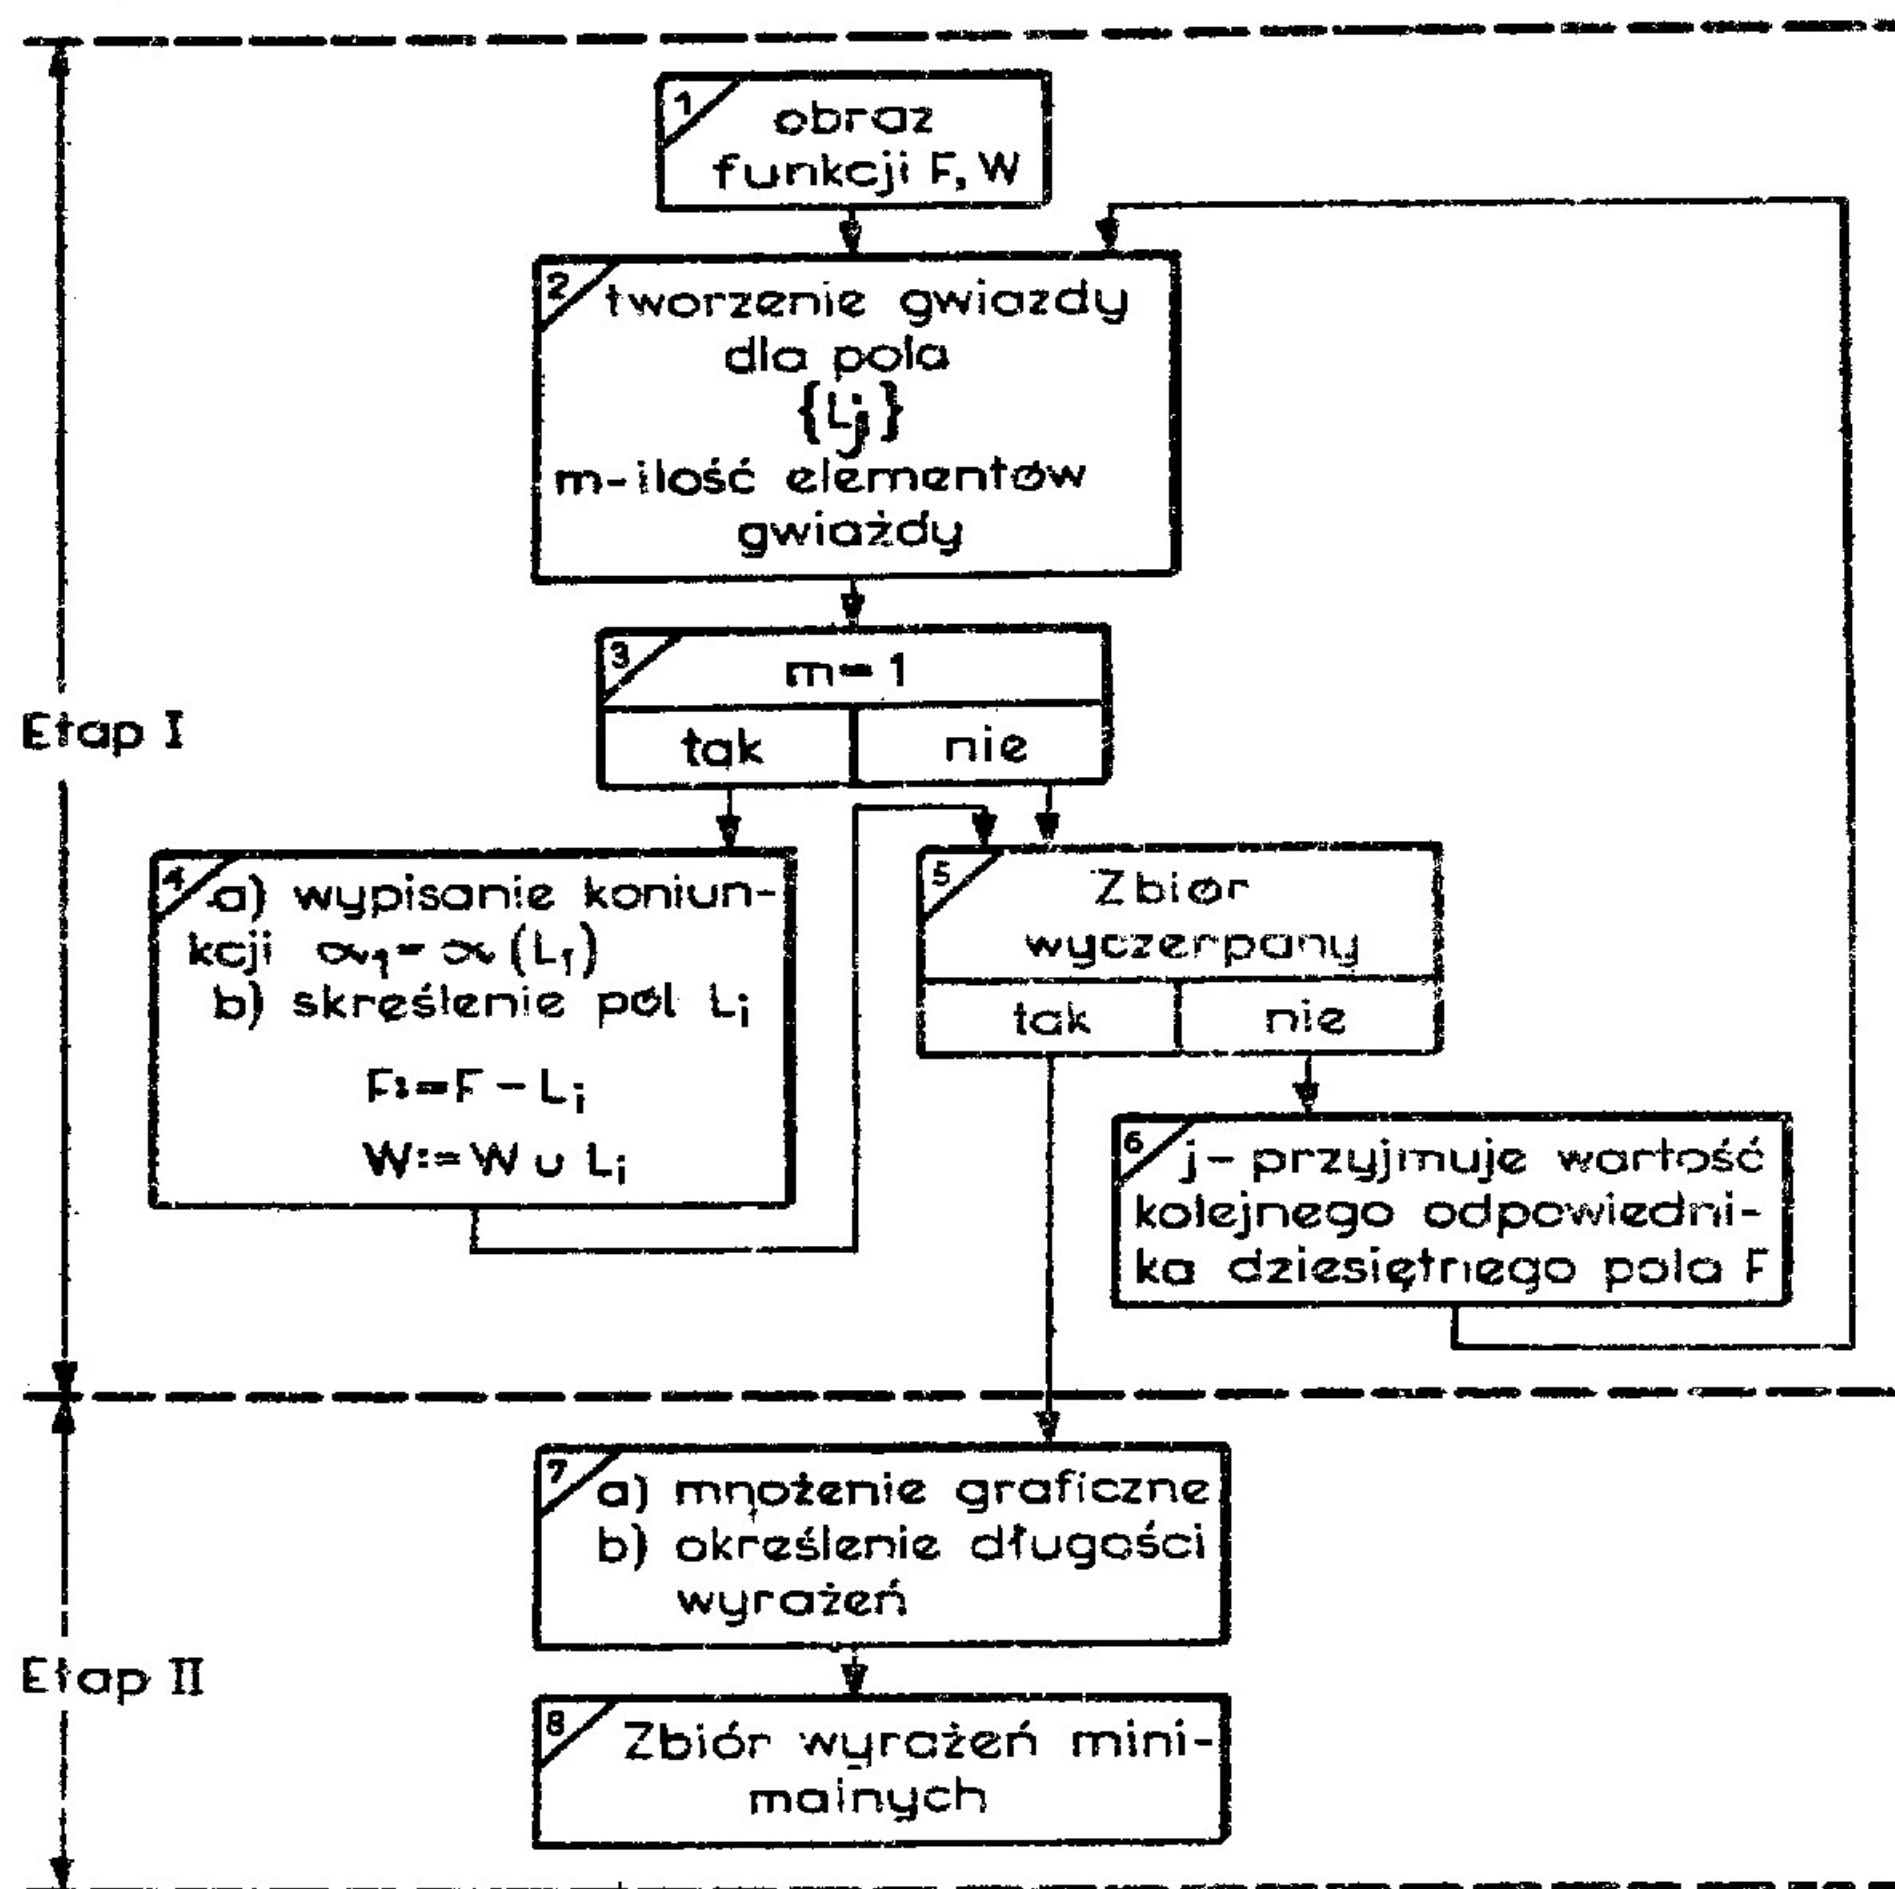 1
obraz
funkcji F, W
2
tworzenie gwiazdy
dla pola
{Lj}
m-ilość elementów
gwiażdy
3
m=1
tak nie
Etap I
4
a) wypisanie koniun-
kcji α₁=α(L₁)
b) skreślenie pól Li
F:=F-Li
W:=W∪Li
5
Zbiór
wyczerpany
tak nie
6
j-przyjmuje wartość
kolejnego odpowiedni-
ka dziesiętnego pola F
7
a) mnożenie graficzne
b) określenie długości
wyrażeń
Etap II
8
Zbiór wyrażeń mini-
malnych